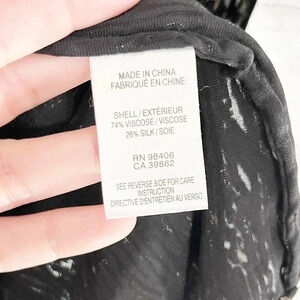 MADE IN CHINA
FABRIQUÉ EN CHINE
SHELL / EXTÉRIEUR
74% VISCOSE / VISCOSE
26% SILK / SOIE
RN 98406
CA 39862
SEE REVERSE SIDE FOR CARE
INSTRUCTION
DIRECTIVE D'ENTRETIEN AU VERSO